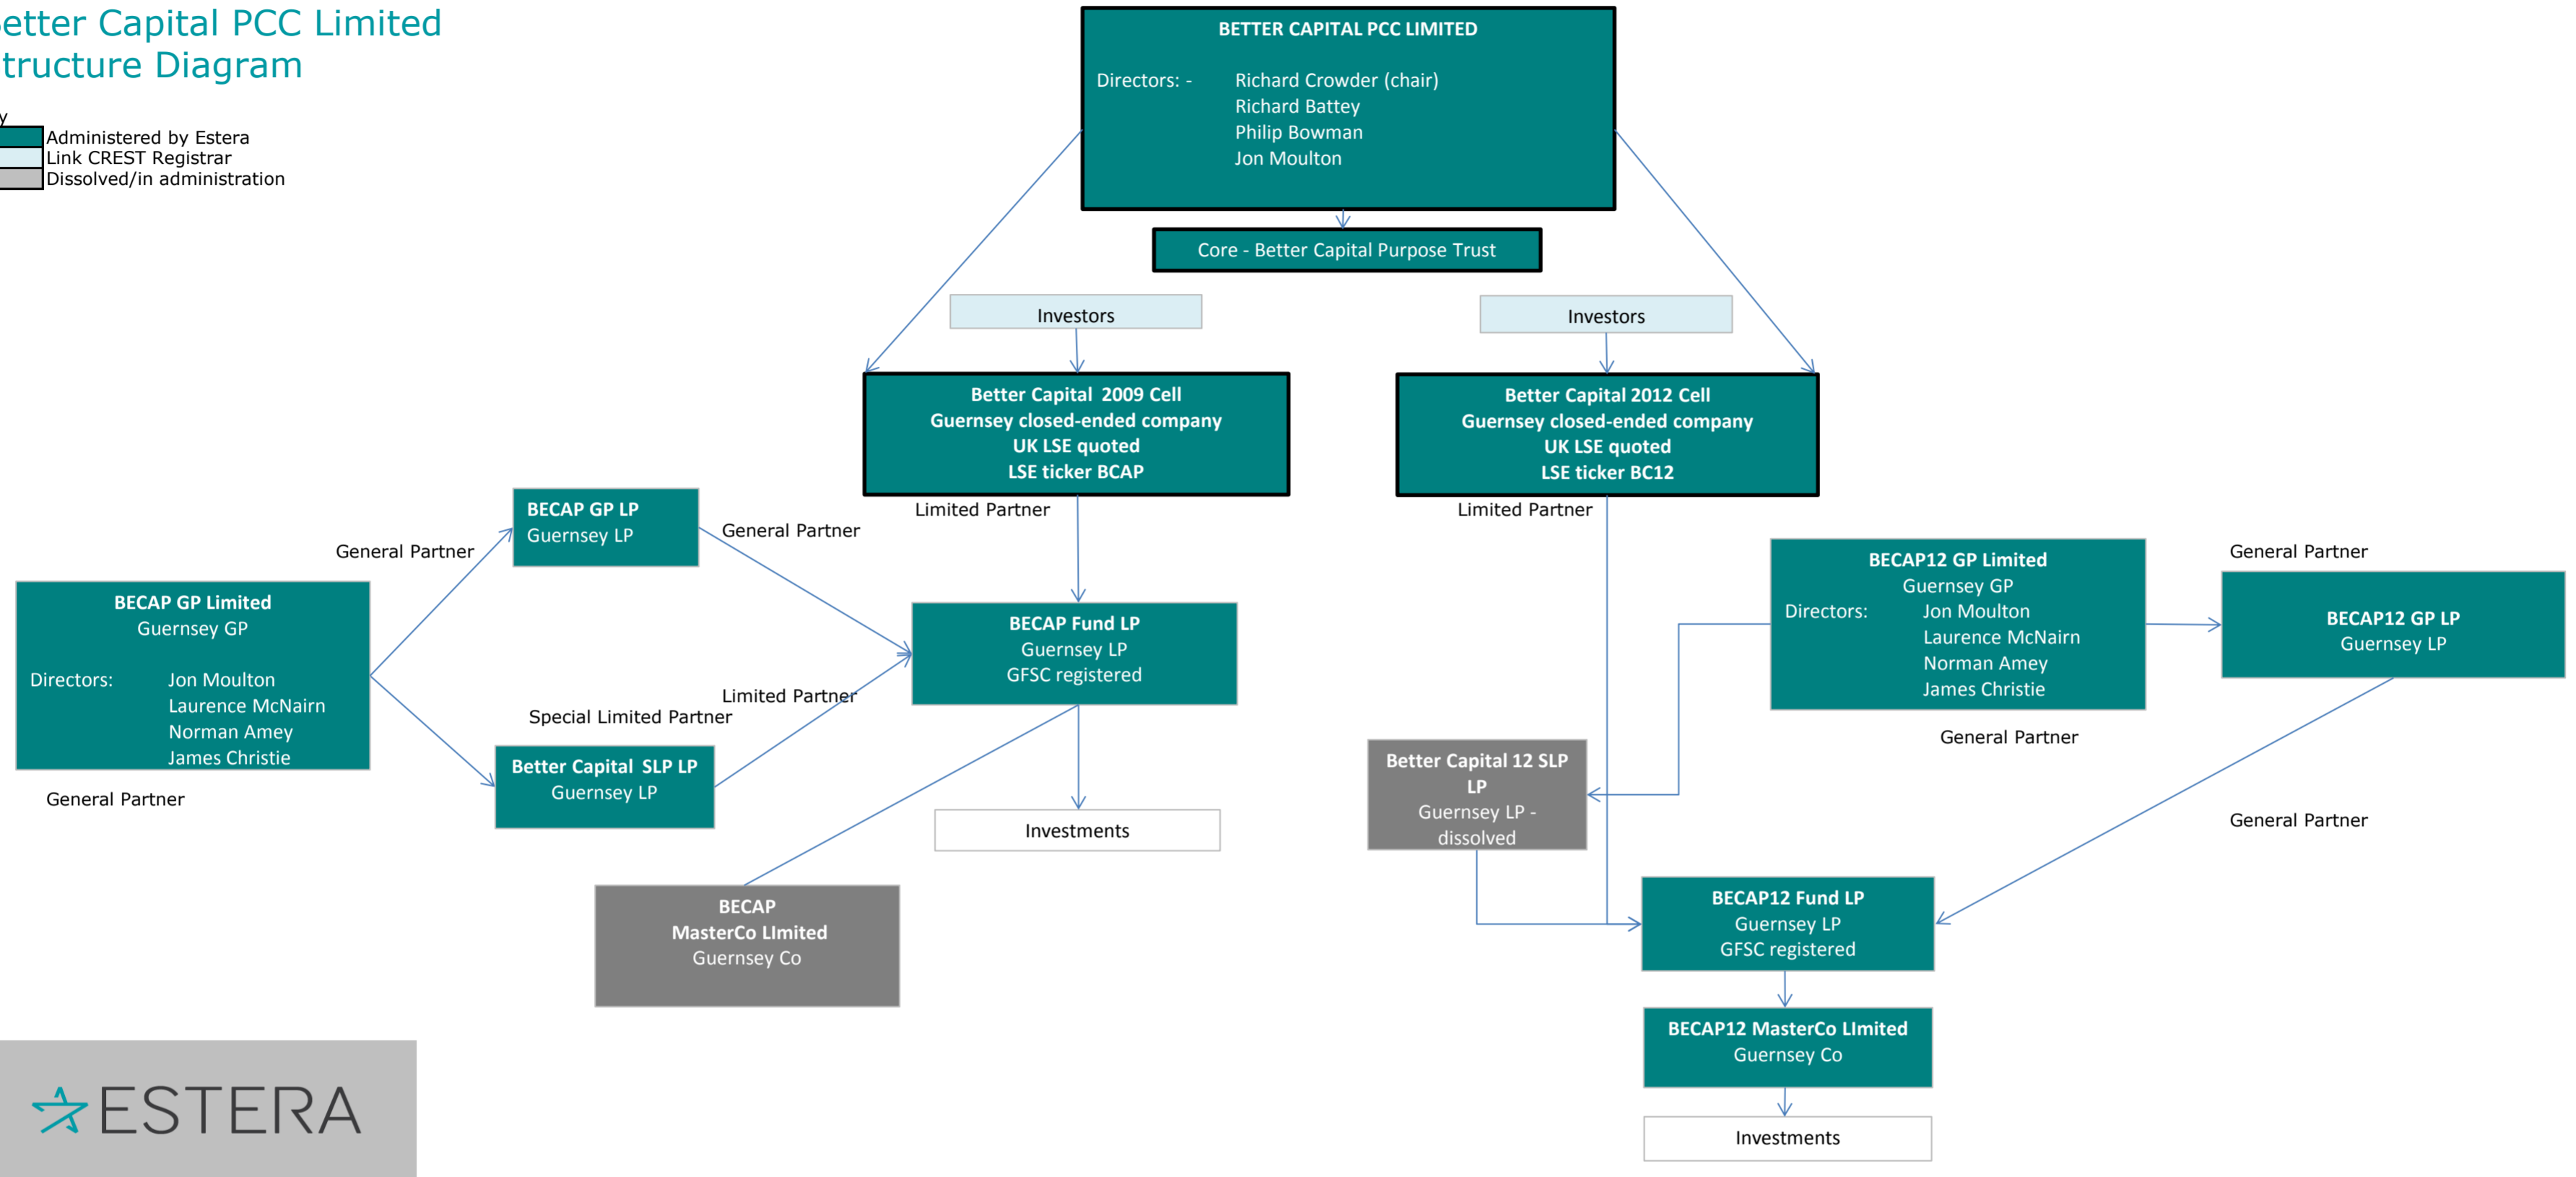 etter Capital PCC Limited
tructure Diagram
y
Administered by Estera
Link CREST Registrar
Dissolved/in administration
BETTER CAPITAL PCC LIMITED
Directors: - Richard Crowder (chair)
Richard Battey
Philip Bowman
Jon Moulton
Core - Better Capital Purpose Trust
Investors
Investors
Better Capital 2009 Cell
Guernsey closed-ended company
UK LSE quoted
LSE ticker BCAP
Better Capital 2012 Cell
Guernsey closed-ended company
UK LSE quoted
LSE ticker BC12
Limited Partner
Limited Partner
BECAP GP LP
Guernsey LP
General Partner
General Partner
BECAP GP Limited
Guernsey GP
Directors: Jon Moulton
Laurence McNairn
Norman Amey
James Christie
General Partner
BECAP Fund LP
Guernsey LP
GFSC registered
Limited Partner
Special Limited Partner
Better Capital SLP LP
Guernsey LP
Investments
BECAP
MasterCo LImited
Guernsey Co
BECAP12 GP Limited
Guernsey GP
Directors: Jon Moulton
Laurence McNairn
Norman Amey
James Christie
General Partner
General Partner
BECAP12 GP LP
Guernsey LP
General Partner
Better Capital 12 SLP
LP
Guernsey LP -
dissolved
BECAP12 Fund LP
Guernsey LP
GFSC registered
BECAP12 MasterCo LImited
Guernsey Co
Investments
ESTERA